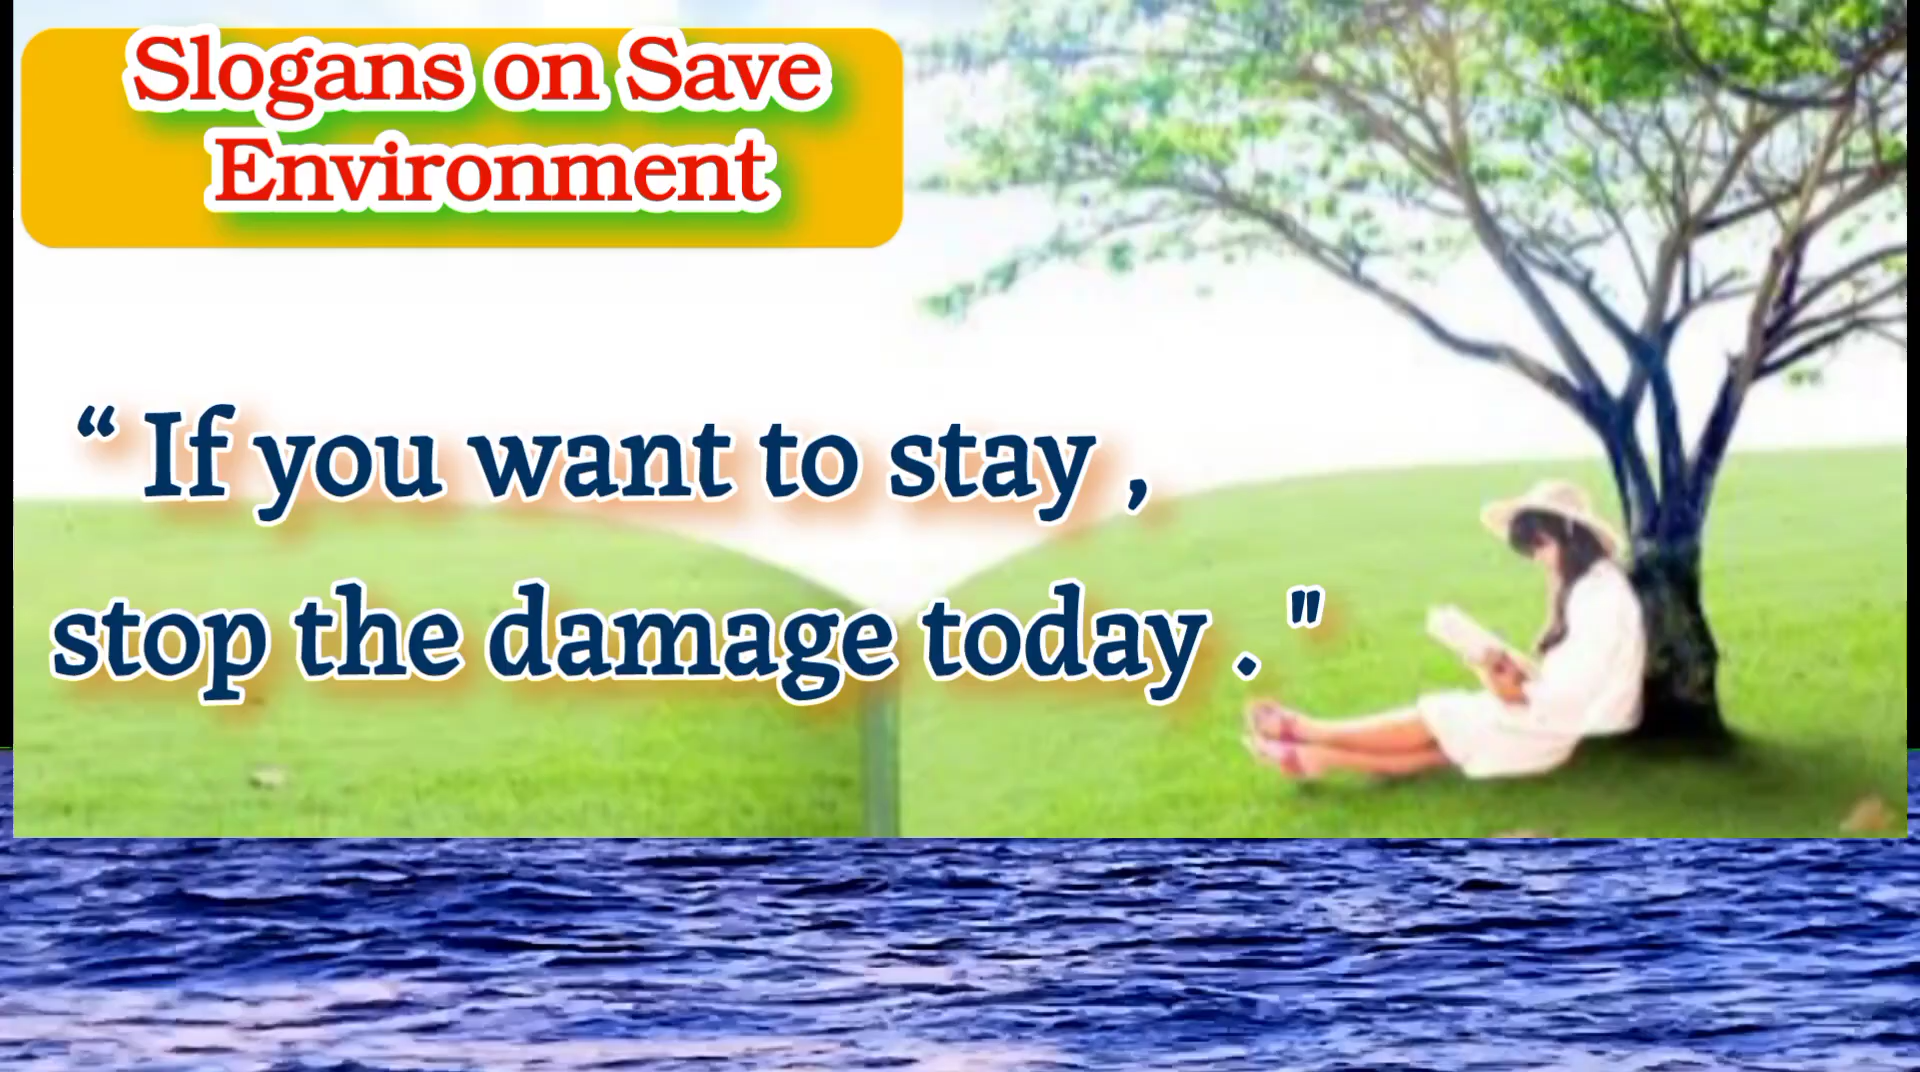 Slogans on Save
Environment
“ If you want to stay ,
stop the damage today . "